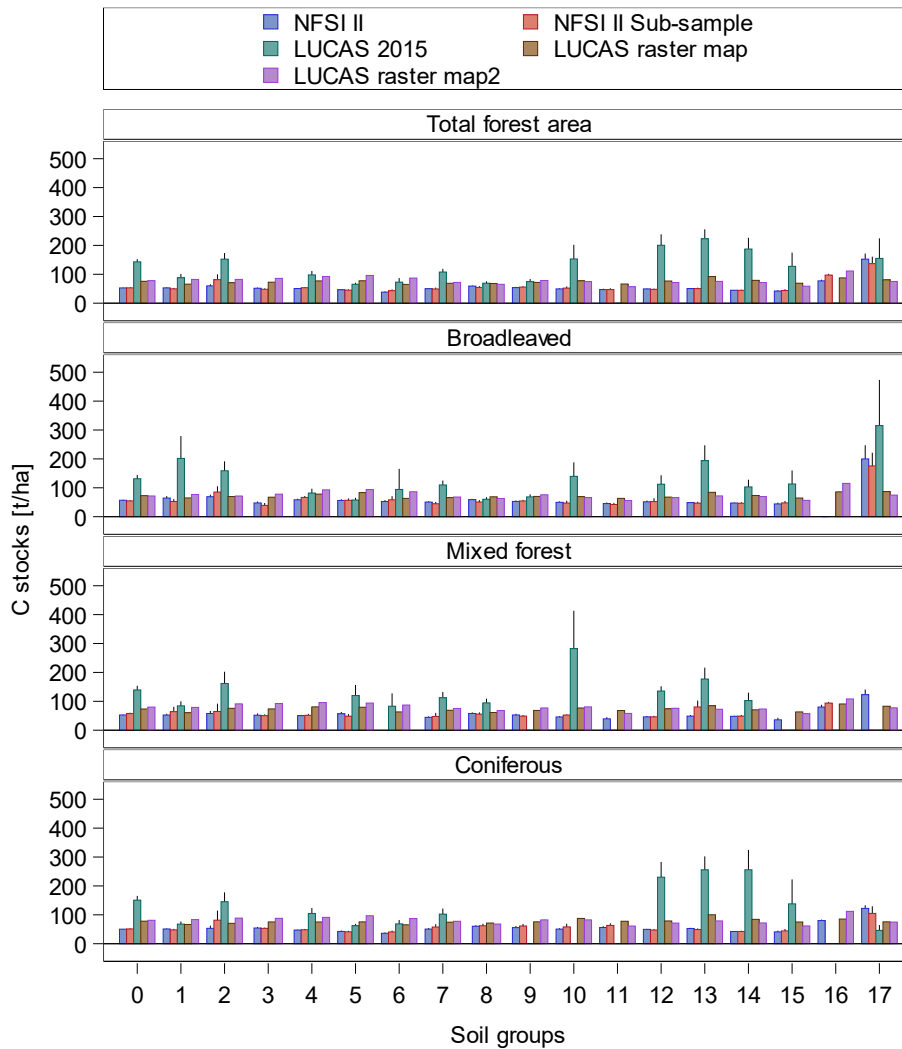 NFSI II NFSI II Sub-sample
LUCAS 2015 LUCAS raster map
LUCAS raster map2
Total forest area
500
400
300
200
100
0
Broadleaved
500
400
300
200
100
0
C stocks [t/ha]
Mixed forest
500
400
300
200
100
0
Coniferous
500
400
300
200
100
0
0 1 2 3 4 5 6 7 8 9 10 11 12 13 14 15 16 17
Soil groups